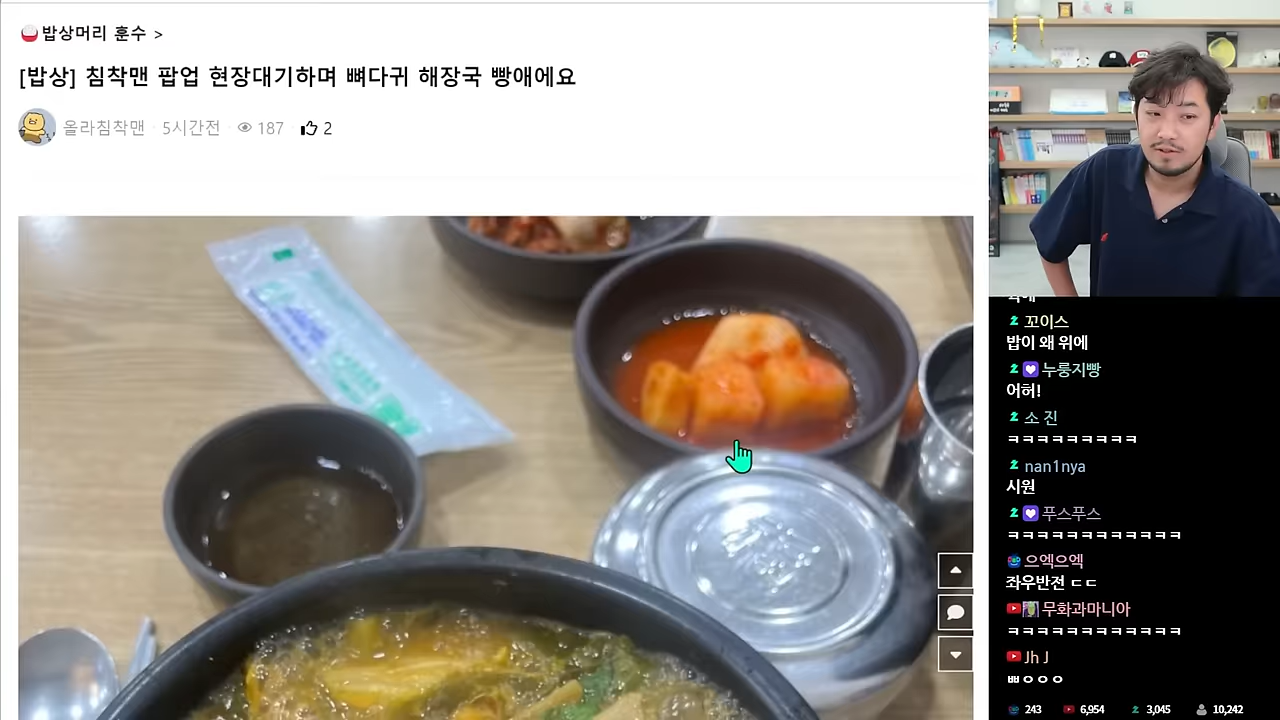 밥상머리 훈수 >
[밥상] 침착맨 팝업 현장대기하며 뼈다귀 해장국 빵애에요
올라침착맨 · 5시간전 · 187 2
꼬이스
밥이 왜 위에
누룽지빵
어허!
소 진
ㅋㅋㅋㅋㅋㅋㅋㅋㅋ
nan1nya
시원
푸스푸스
ㅋㅋㅋㅋㅋㅋㅋㅋㅋㅋㅋㅋ
으엑으엑
좌우반전 ㄷㄷ
무화과마니아
ㅋㅋㅋㅋㅋㅋㅋㅋㅋㅋㅋㅋ
Jh J
ㅃㅇㅇㅇ
243 6,954 3,045 10,242